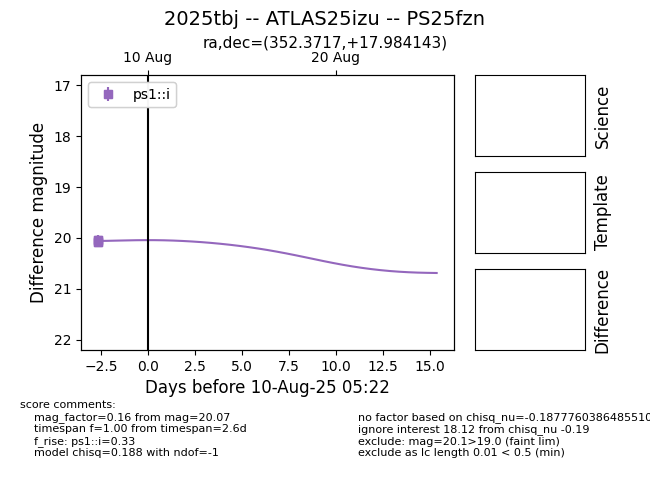 2025tbj -- ATLAS25izu -- PS25fzn
ra,dec=(352.3717,+17.984143)
10 Aug
20 Aug
ps1::i
17
18
19
20
21
22
Difference magnitude
−2.5
0.0
2.5
5.0
7.5
10.0
12.5
15.0
Days before 10-Aug-25 05:22
Science
Template
Difference
score comments:
mag_factor=0.16 from mag=20.07
timespan f=1.00 from timespan=2.6d
f_rise: ps1::i=0.33
model chisq=0.188 with ndof=-1
no factor based on chisq_nu=-0.1877760386485510
ignore interest 18.12 from chisq_nu -0.19
exclude: mag=20.1>19.0 (faint lim)
exclude as lc length 0.01 < 0.5 (min)